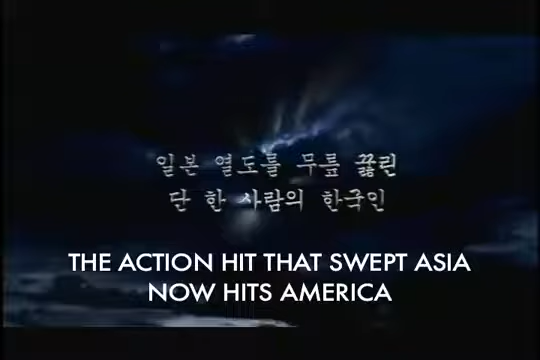 일본 열도를 무릎 꿇린
단 한 사람의 한국인
THE ACTION HIT THAT SWEPT ASIA
NOW HITS AMERICA